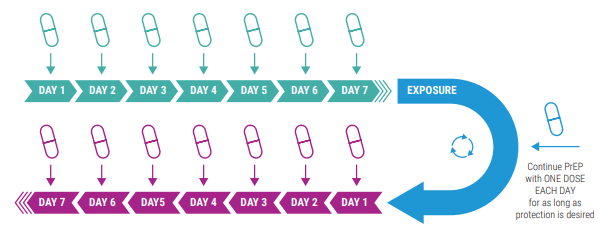 DAY 1 DAY 2 DAY 3 DAY 4 DAY 5 DAY 6 DAY 7 EXPOSURE
Continue PrEP
with ONE DOSE
EACH DAY
for as long as
protection is desired
DAY 7 DAY 6 DAY5 DAY 4 DAY 3 DAY 2 DAY 1